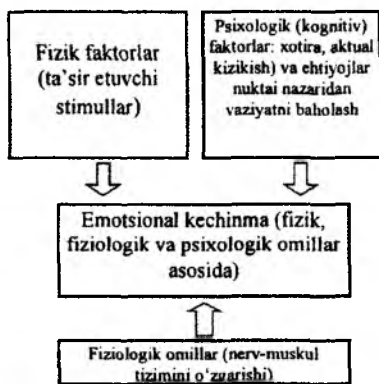 Fizik faktorlar
(ta'sir etuvchi
stimullar)
Psixologik (kognitiv)
faktorlar: xotira, aktual
kizikish) va ehtiyojlar
nuktai nazaridan
vaziyatni baholash
Emotsional kechinma (fizik,
fiziologik va psixologik omillar
asosida)
Fiziologik omillar (nerv-muskul
tizimini o'zgarishi)